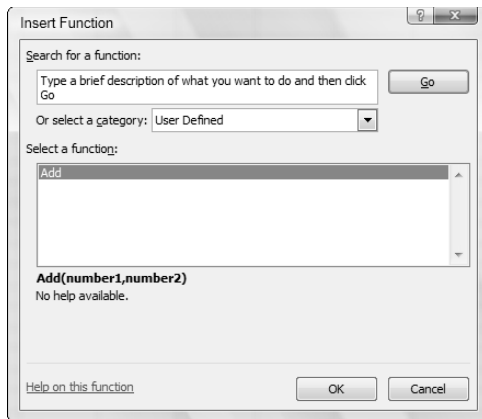 Insert Function
Search for a function:
Type a brief description of what you want to do and then click
Go
Go
Or select a category: User Defined
Select a function:
Add
Add(number1,number2)
No help available.
Help on this function
OK
Cancel